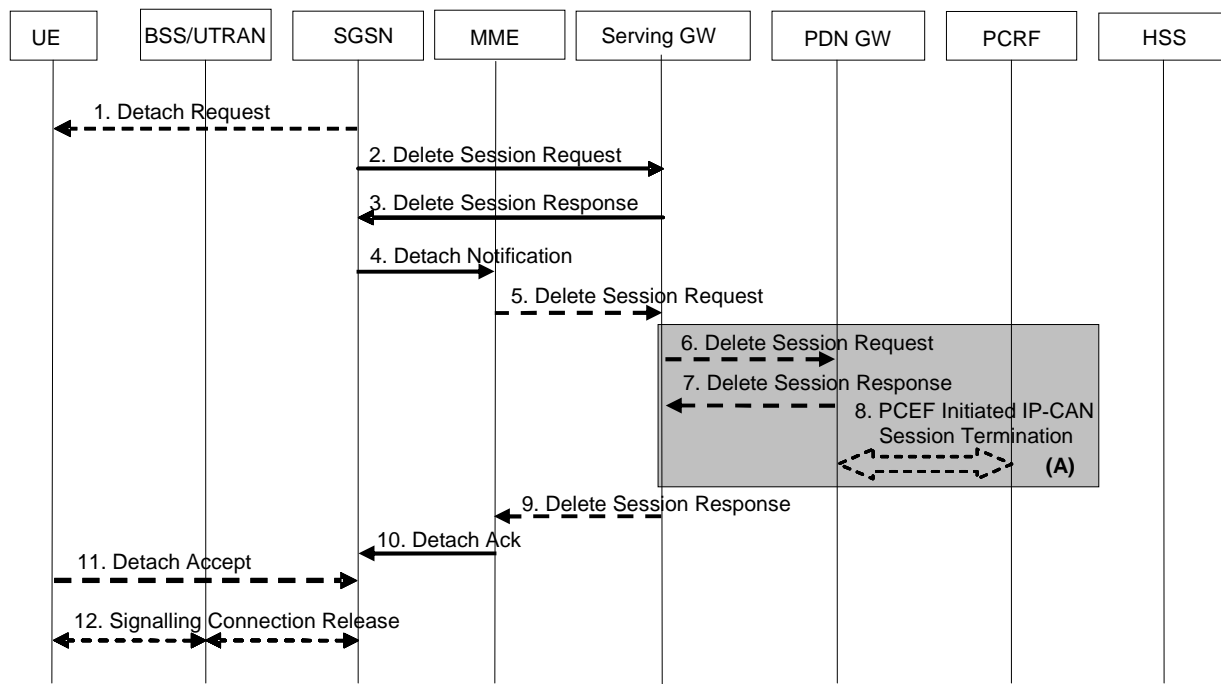 UE
BSS/UTRAN
SGSN
MME
Serving GW
PDN GW
PCRF
HSS
1. Detach Request
2. Delete Session Request
3. Delete Session Response
4. Detach Notification
5. Delete Session Request
6. Delete Session Request
7. Delete Session Response
8. PCEF Initiated IP-CAN
Session Termination
(A)
9. Delete Session Response
10. Detach Ack
11. Detach Accept
12. Signalling Connection Release